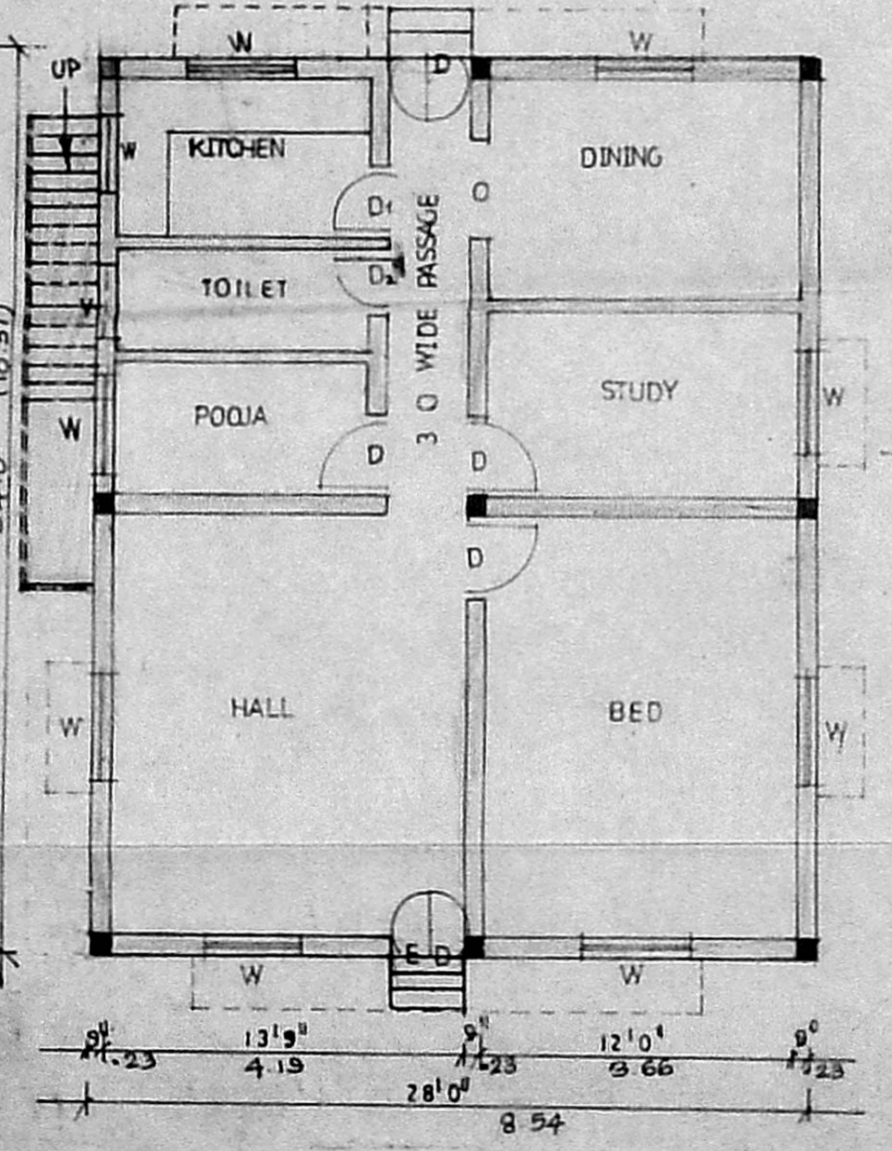 W
D
W
UP
W
KITCHEN
DINING
D1
O
TOILET
D2
3 0 WIDE PASSAGE
STUDY
W
POOJA
W
D
D
D
HALL
BED
W
W
E D
W
W
9" 13'9" 9" 12'0" 9"
.23 4.19 .23 3.66 .23
28'0"
8.54